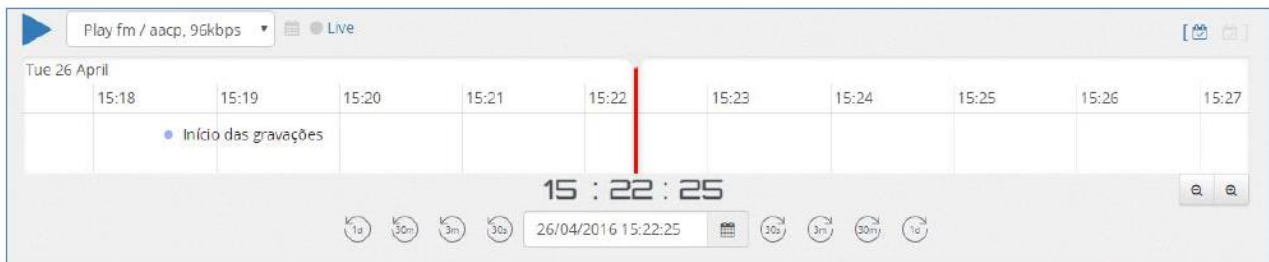 Play fm / aacp, 96kbps Live [ ]
Tue 26 April
15:18 15:19 15:20 15:21 15:22 15:23 15:24 15:25 15:26 15:27
Início das gravações
15 : 22 : 25
1d 30m 3m 30s 26/04/2016 15:22:25 30s 3m 30m 1d